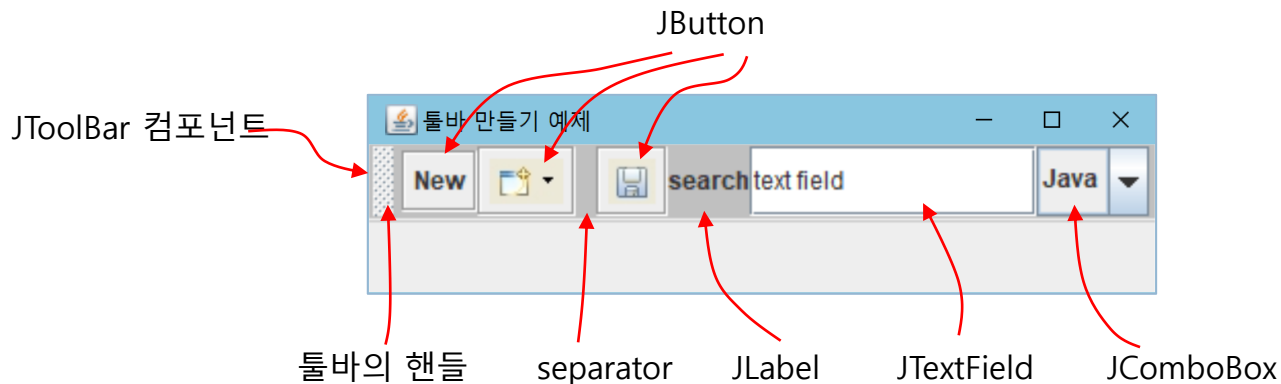 JButton
JToolBar 컴포넌트
툴바 만들기 예제
New
search
text field
Java
툴바의 핸들
separator
JLabel
JTextField
JComboBox